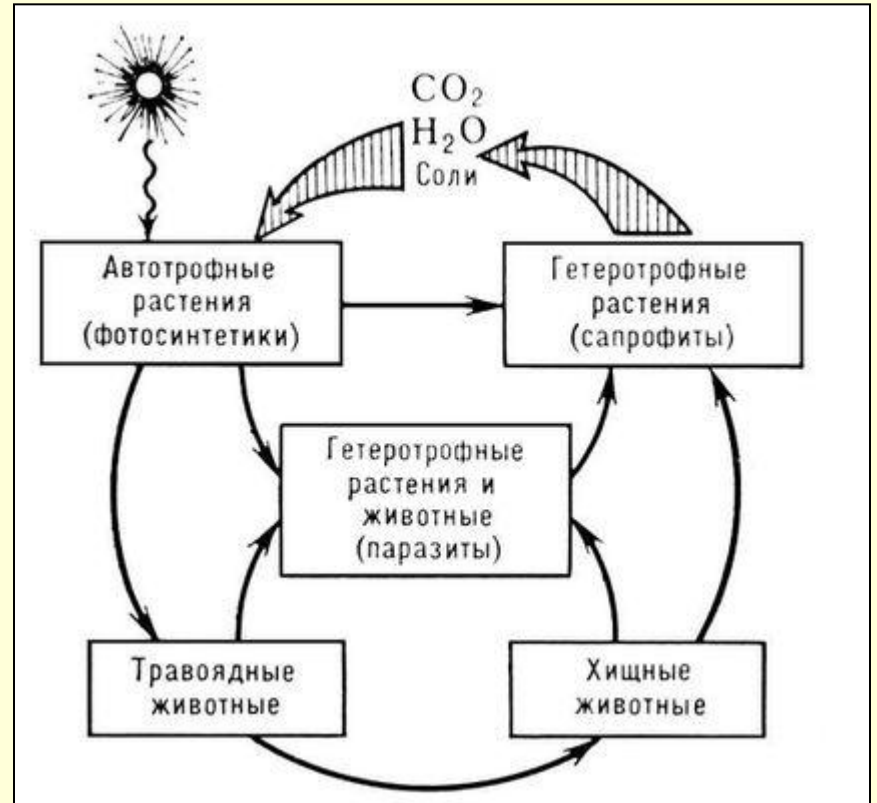 CO₂
H₂O
Соли
Автотрофные
растения
(фотосинтетики)
Гетеротрофные
растения
(сапрофиты)
Гетеротрофные
растения и
животные
(паразиты)
Травоядные
животные
Хищные
животные